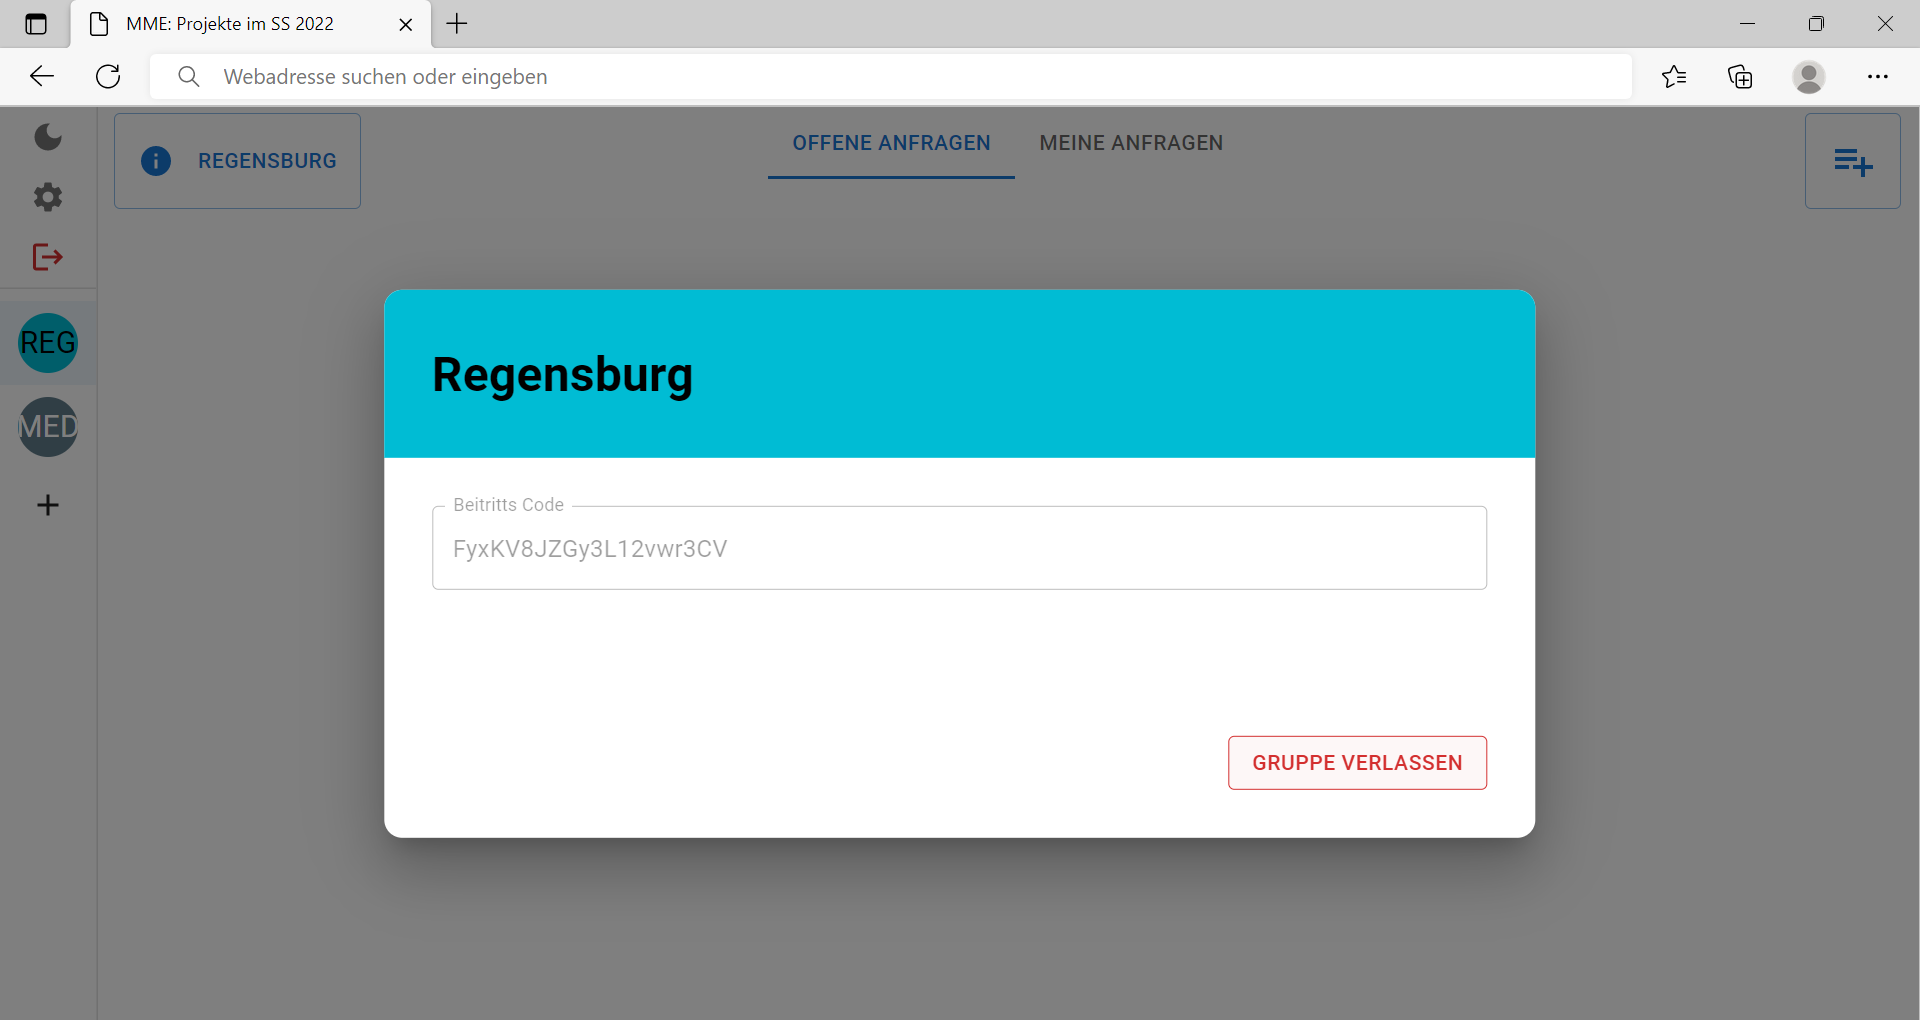 MME: Projekte im SS 2022
Webadresse suchen oder eingeben
REGENSBURG
OFFENE ANFRAGEN
MEINE ANFRAGEN
REG
MED
Regensburg
Beitritts Code
FyxKV8JZGy3L12vwr3CV
GRUPPE VERLASSEN